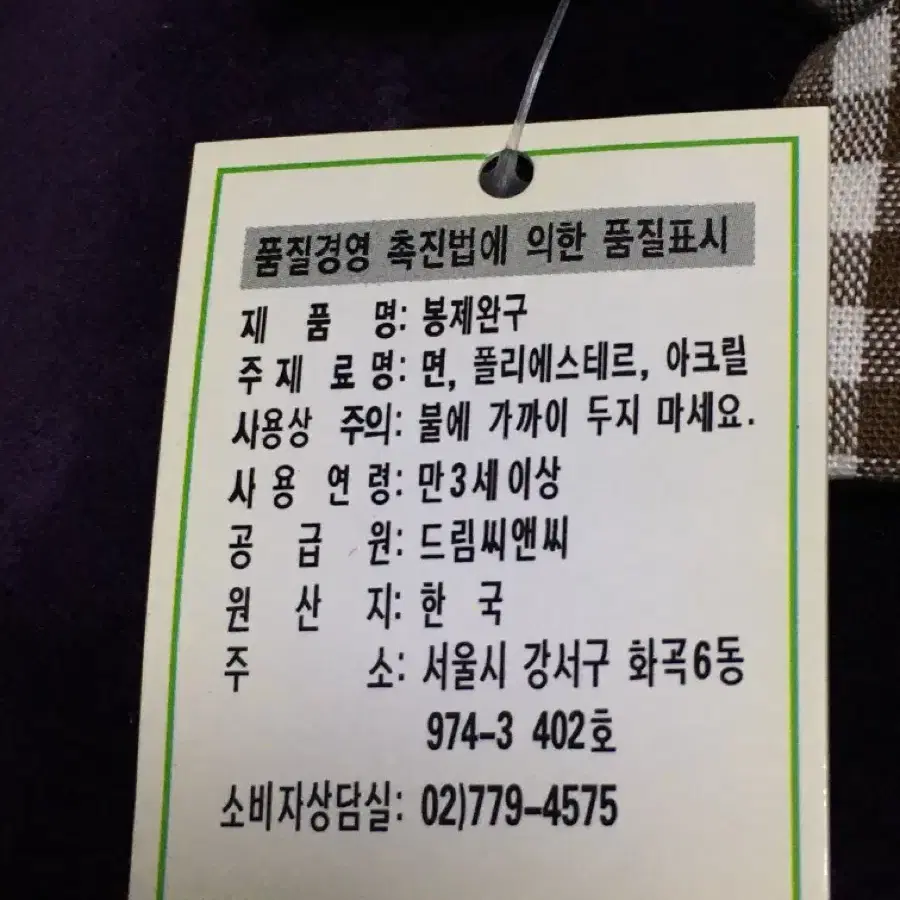 품질경영 촉진법에 의한 품질표시
제 품 명: 봉제완구
주 재 료 명: 면, 폴리에스테르, 아크릴
사용상 주의: 불에 가까이 두지 마세요.
사 용 연 령: 만3세이상
공 급 원: 드림씨앤씨
원 산 지: 한 국
주 소: 서울시 강서구 화곡6동
974-3 402호
소비자상담실: 02)779-4575